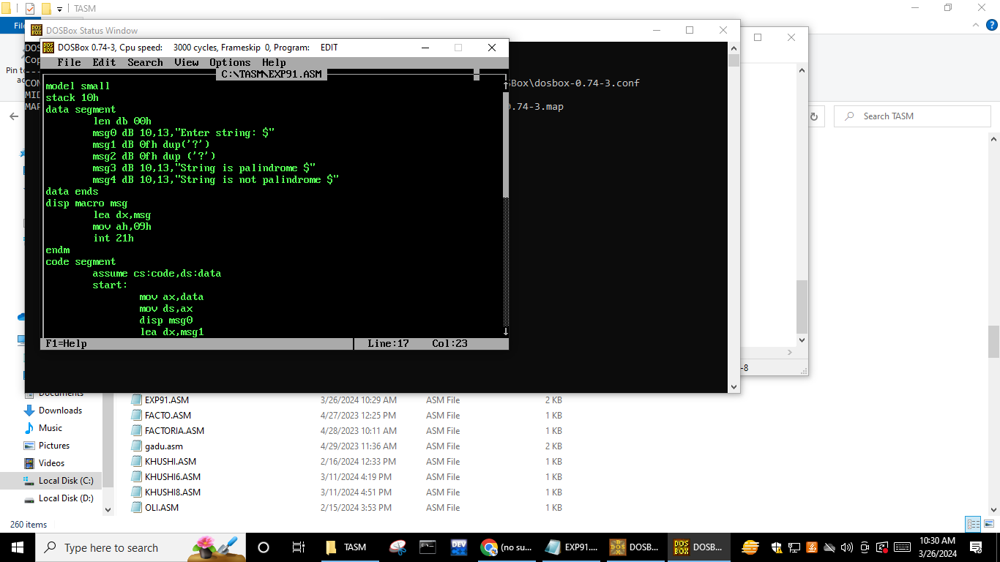 TASM
File
DOSBox Status Window
DOSBox 0.74-3, Cpu speed: 3000 cycles, Frameskip 0, Program: EDIT
File Edit Search View Options Help
C:\TASM\EXP91.ASM
model small
stack 10h
data segment
len db 00h
msg0 dB 10,13,"Enter string: $"
msg1 dB 0fh dup('?')
msg2 dB 0fh dup ('?')
msg3 dB 10,13,"String is palindrome $"
msg4 dB 10,13,"String is not palindrome $"
data ends
disp macro msg
lea dx,msg
mov ah,09h
int 21h
endm
code segment
assume cs:code,ds:data
start:
mov ax,data
mov ds,ax
disp msg0
lea dx,msg1
F1=Help Line:17 Col:23
DOS
Cop
CON
MID
MAP
SBox\dosbox-0.74-3.conf
0.74-3.map
Pin to
ac
Search TASM
-8
Documents
Downloads
Music
Pictures
Videos
Local Disk (C:)
Local Disk (D:)
EXP91.ASM 3/26/2024 10:29 AM ASM File 2 KB
FACTO.ASM 4/27/2023 12:25 PM ASM File 1 KB
FACTORIA.ASM 4/28/2023 10:11 AM ASM File 1 KB
gadu.asm 4/29/2023 11:36 AM ASM File 2 KB
KHUSHI.ASM 2/16/2024 12:33 PM ASM File 1 KB
KHUSHI6.ASM 3/11/2024 4:19 PM ASM File 1 KB
KHUSHI8.ASM 3/11/2024 4:51 PM ASM File 1 KB
OLI.ASM 2/15/2024 3:53 PM ASM File 1 KB
260 items
Type here to search
TASM
DEV
(no su...
EXP91....
DOSB...
DOSB...
10:30 AM
3/26/2024